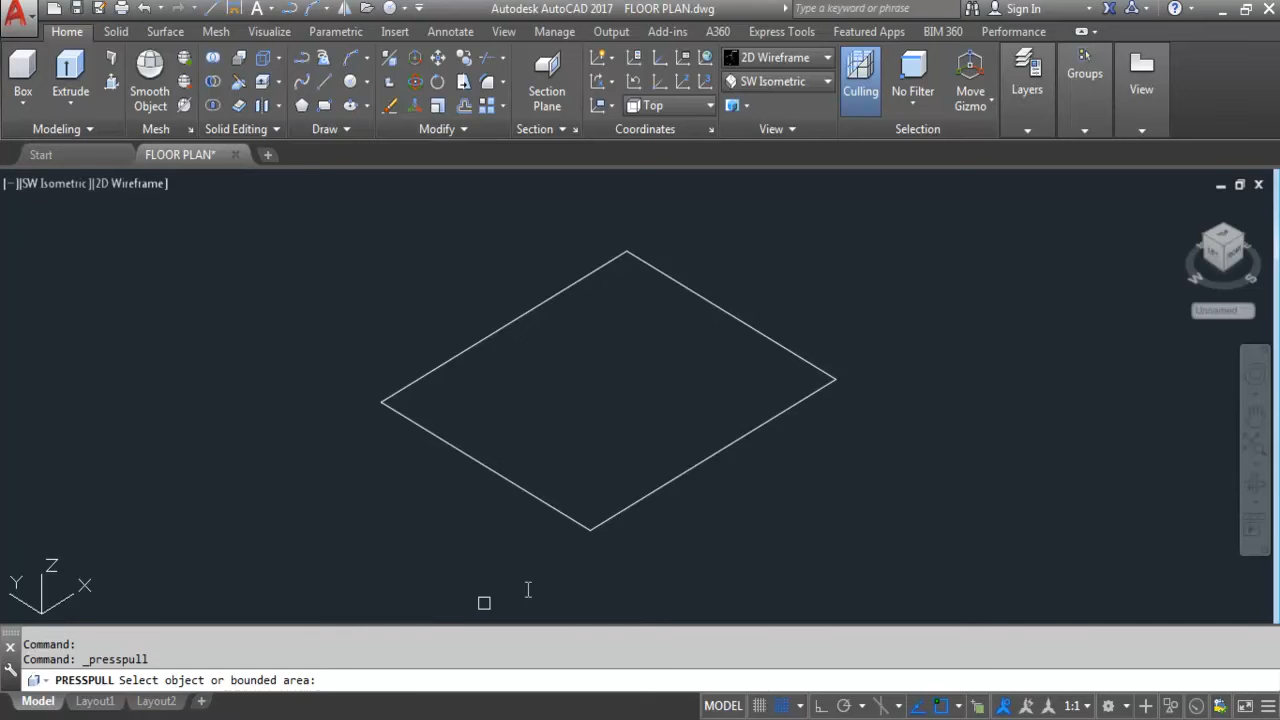 A
Autodesk AutoCAD 2017 FLOOR PLAN.dwg
Type a keyword or phrase
Sign In
Home Solid Surface Mesh Visualize Parametric Insert Annotate View Manage Output Add-ins A360 Express Tools Featured Apps BIM 360 Performance
2D Wireframe
SW Isometric
Top
Box Extrude Smooth Object Section Plane Culling No Filter Move Gizmo Layers Groups View
Modeling Mesh Solid Editing Draw Modify Section Coordinates View Selection
Start FLOOR PLAN*
[−][SW Isometric][2D Wireframe]
W S
Unnamed
Z
Y X
Command:
Command: _presspull
PRESSPULL Select object or bounded area:
Model Layout1 Layout2
MODEL 1:1